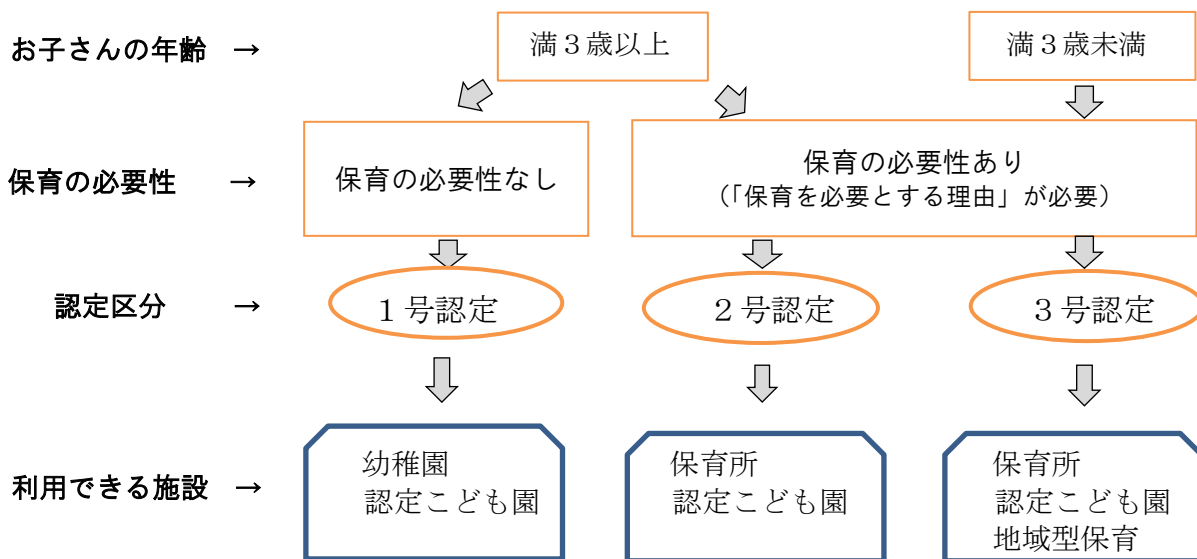 お子さんの年齢 →
満３歳以上
満３歳未満
保育の必要性 →
保育の必要性なし
保育の必要性あり
（「保育を必要とする理由」が必要）
認定区分 →
１号認定
２号認定
３号認定
利用できる施設 →
幼稚園
認定こども園
保育所
認定こども園
保育所
認定こども園
地域型保育